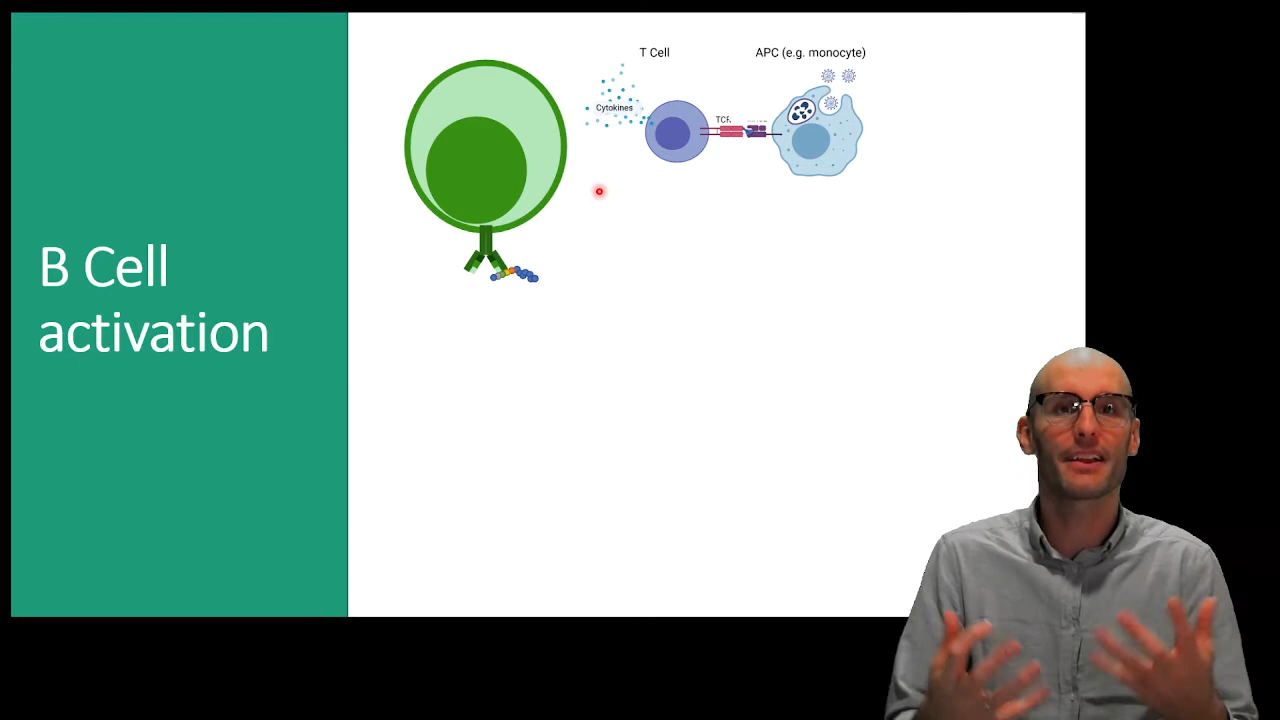 B Cell
activation
T Cell
APC (e.g. monocyte)
Cytokines